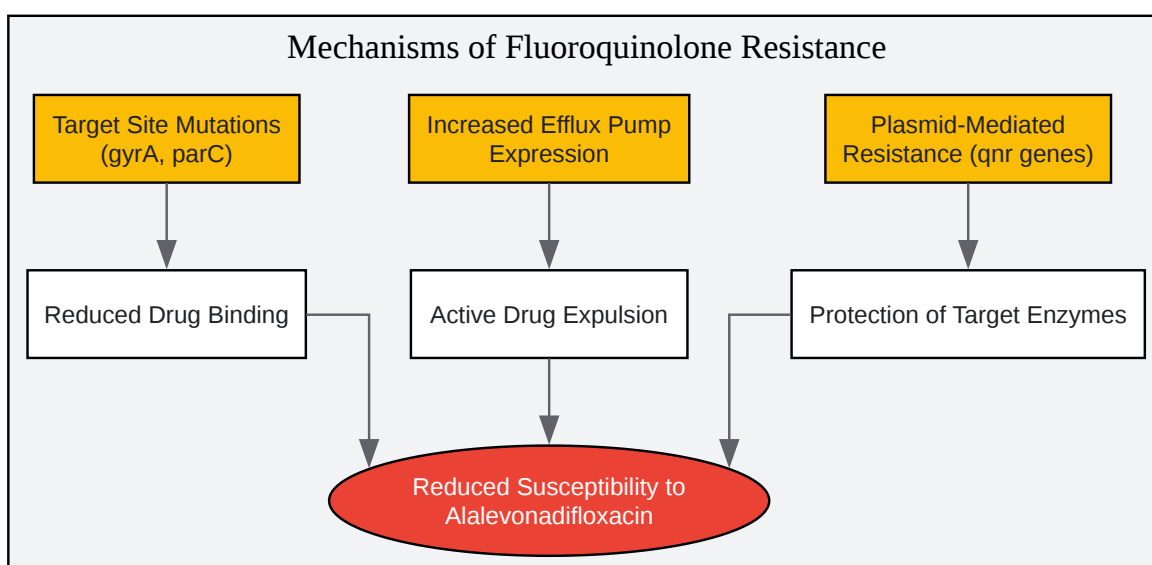 Mechanisms of Fluoroquinolone Resistance
Target Site Mutations
(gyrA, parC)
Increased Efflux Pump
Expression
Plasmid-Mediated
Resistance (qnr genes)
Reduced Drug Binding
Active Drug Expulsion
Protection of Target Enzymes
Reduced Susceptibility to
Alalevonadifloxacin